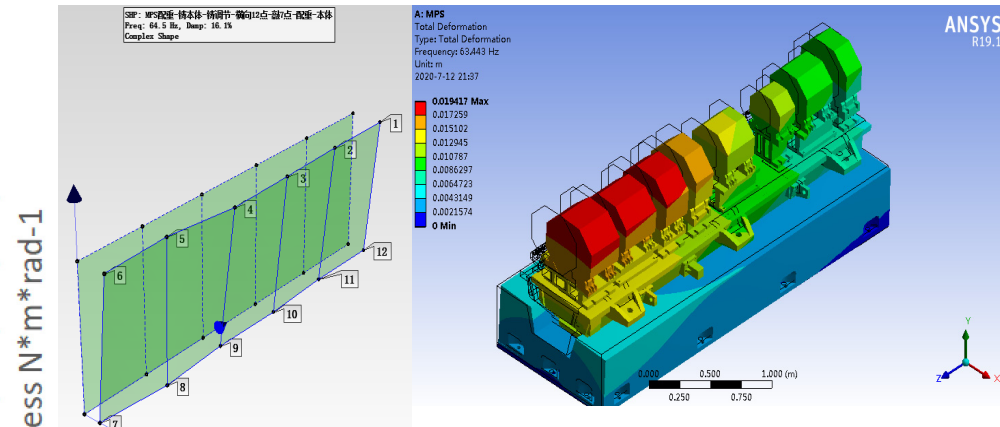 ess N*m*rad-1
SHP: MPS配重-锈本体-锈调节-横向12点-敲7点-配重-本体
Freq: 64.5 Hz, Damp: 16.1%
Complex Shape
1
2
3
4
5
6
12
11
10
9
8
7
A: MPS
Total Deformation
Type: Total Deformation
Frequency: 63.443 Hz
Unit: m
2020-7-12 21:37
0.019417 Max
0.017259
0.015102
0.012945
0.010787
0.0086297
0.0064723
0.0043149
0.0021574
0 Min
ANSYS
R19.1
0.000
0.500
1.000 (m)
0.250
0.750
Y
Z
X